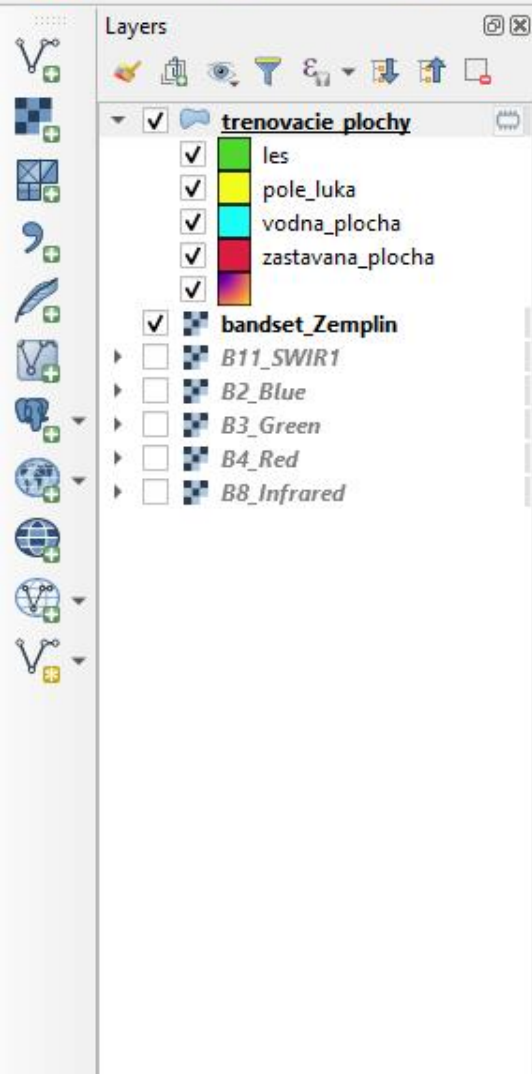 Layers
trenovacie_plochy
les
pole_luka
vodna_plocha
zastavana_plocha
bandset_Zemplin
B11_SWIR1
B2_Blue
B3_Green
B4_Red
B8_Infrared